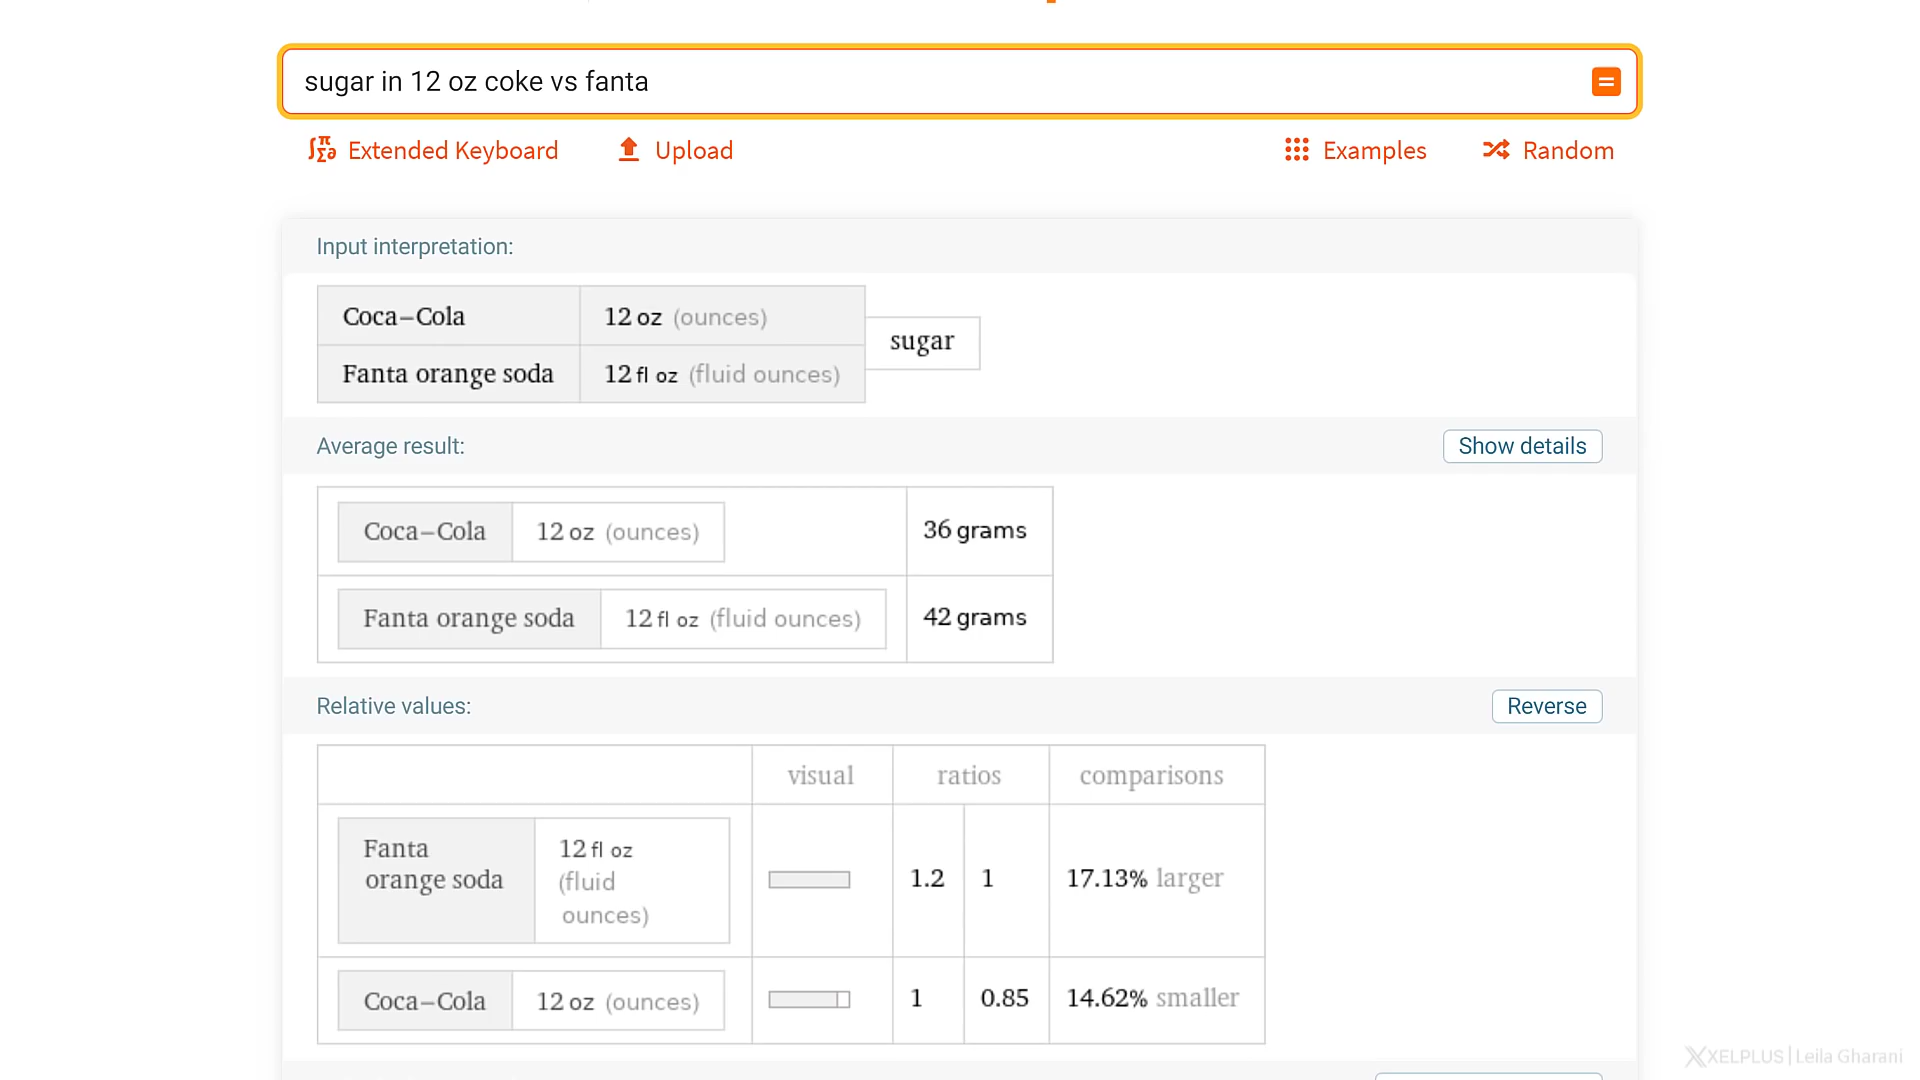 sugar in 12 oz coke vs fanta
Extended Keyboard Upload Examples Random
Input interpretation:
Coca–Cola 12 oz (ounces)
sugar
Fanta orange soda 12 fl oz (fluid ounces)
Average result: Show details
Coca–Cola 12 oz (ounces) 36 grams
Fanta orange soda 12 fl oz (fluid ounces) 42 grams
Relative values: Reverse
visual ratios comparisons
Fanta
orange soda
12 fl oz
(fluid
ounces)
1.2 1 17.13% larger
Coca–Cola 12 oz (ounces) 1 0.85 14.62% smaller
XELPLUS | Leila Gharani